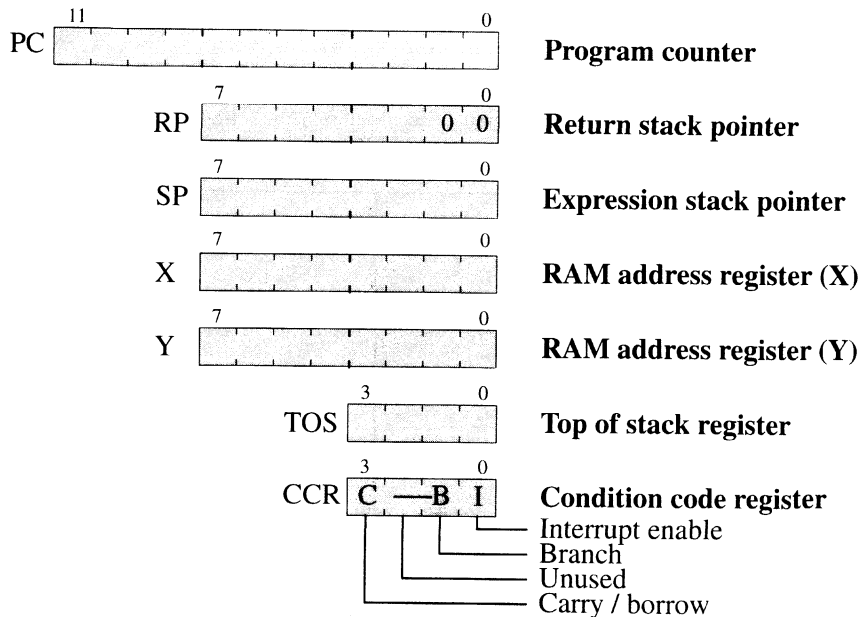 11 0
PC Program counter
7 0
RP 0 0 Return stack pointer
7 0
SP Expression stack pointer
7 0
X RAM address register (X)
7 0
Y RAM address register (Y)
3 0
TOS Top of stack register
3 0
CCR C — B I Condition code register
Interrupt enable
Branch
Unused
Carry / borrow